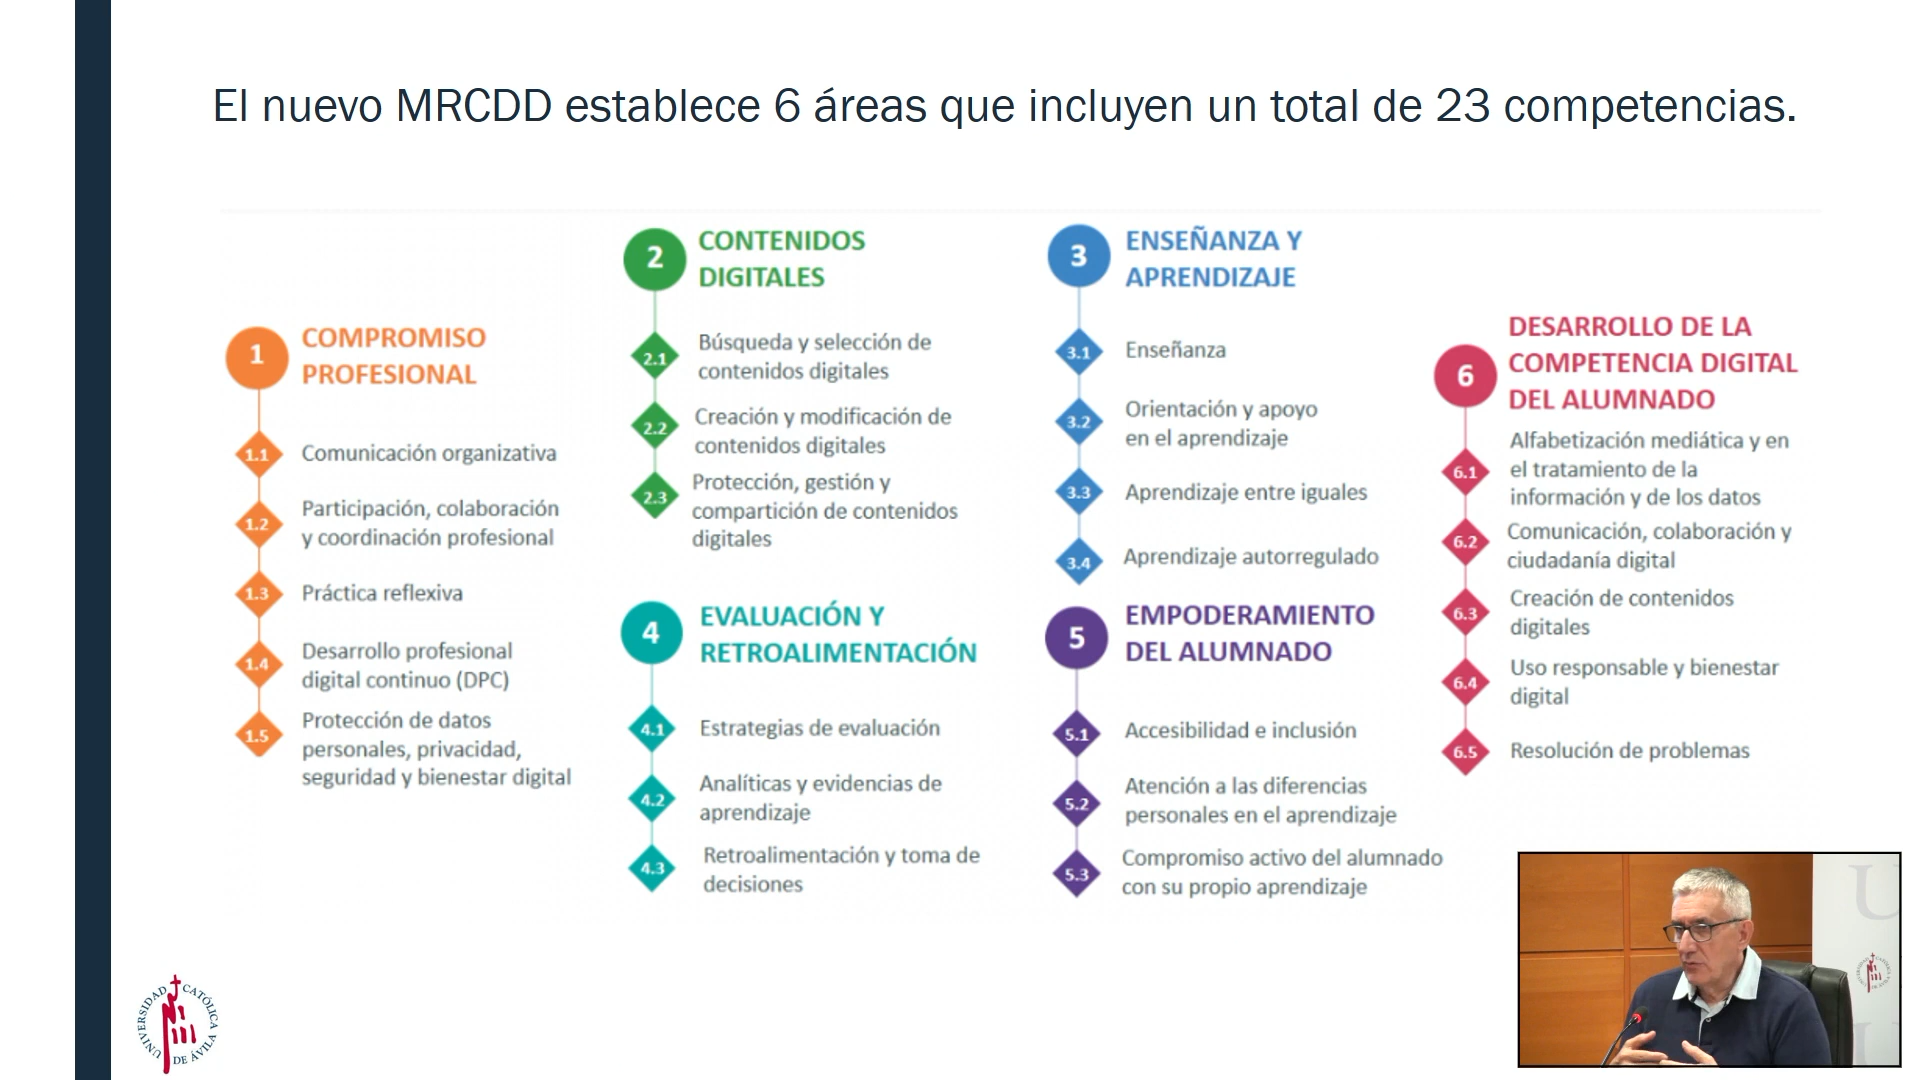 El nuevo MRCDD establece 6 áreas que incluyen un total de 23 competencias.
1
COMPROMISO
PROFESIONAL
1.1
Comunicación organizativa
1.2
Participación, colaboración
y coordinación profesional
1.3
Práctica reflexiva
1.4
Desarrollo profesional
digital continuo (DPC)
1.5
Protección de datos
personales, privacidad,
seguridad y bienestar digital
2
CONTENIDOS
DIGITALES
2.1
Búsqueda y selección de
contenidos digitales
2.2
Creación y modificación de
contenidos digitales
2.3
Protección, gestión y
compartición de contenidos
digitales
3
ENSEÑANZA Y
APRENDIZAJE
3.1
Enseñanza
3.2
Orientación y apoyo
en el aprendizaje
3.3
Aprendizaje entre iguales
3.4
Aprendizaje autorregulado
4
EVALUACIÓN Y
RETROALIMENTACIÓN
4.1
Estrategias de evaluación
4.2
Analíticas y evidencias de
aprendizaje
4.3
Retroalimentación y toma de
decisiones
5
EMPODERAMIENTO
DEL ALUMNADO
5.1
Accesibilidad e inclusión
5.2
Atención a las diferencias
personales en el aprendizaje
5.3
Compromiso activo del alumnado
con su propio aprendizaje
6
DESARROLLO DE LA
COMPETENCIA DIGITAL
DEL ALUMNADO
6.1
Alfabetización mediática y en
el tratamiento de la
información y de los datos
6.2
Comunicación, colaboración y
ciudadanía digital
6.3
Creación de contenidos
digitales
6.4
Uso responsable y bienestar
digital
6.5
Resolución de problemas
UNIVERSIDAD CATÓLICA DE ÁVILA